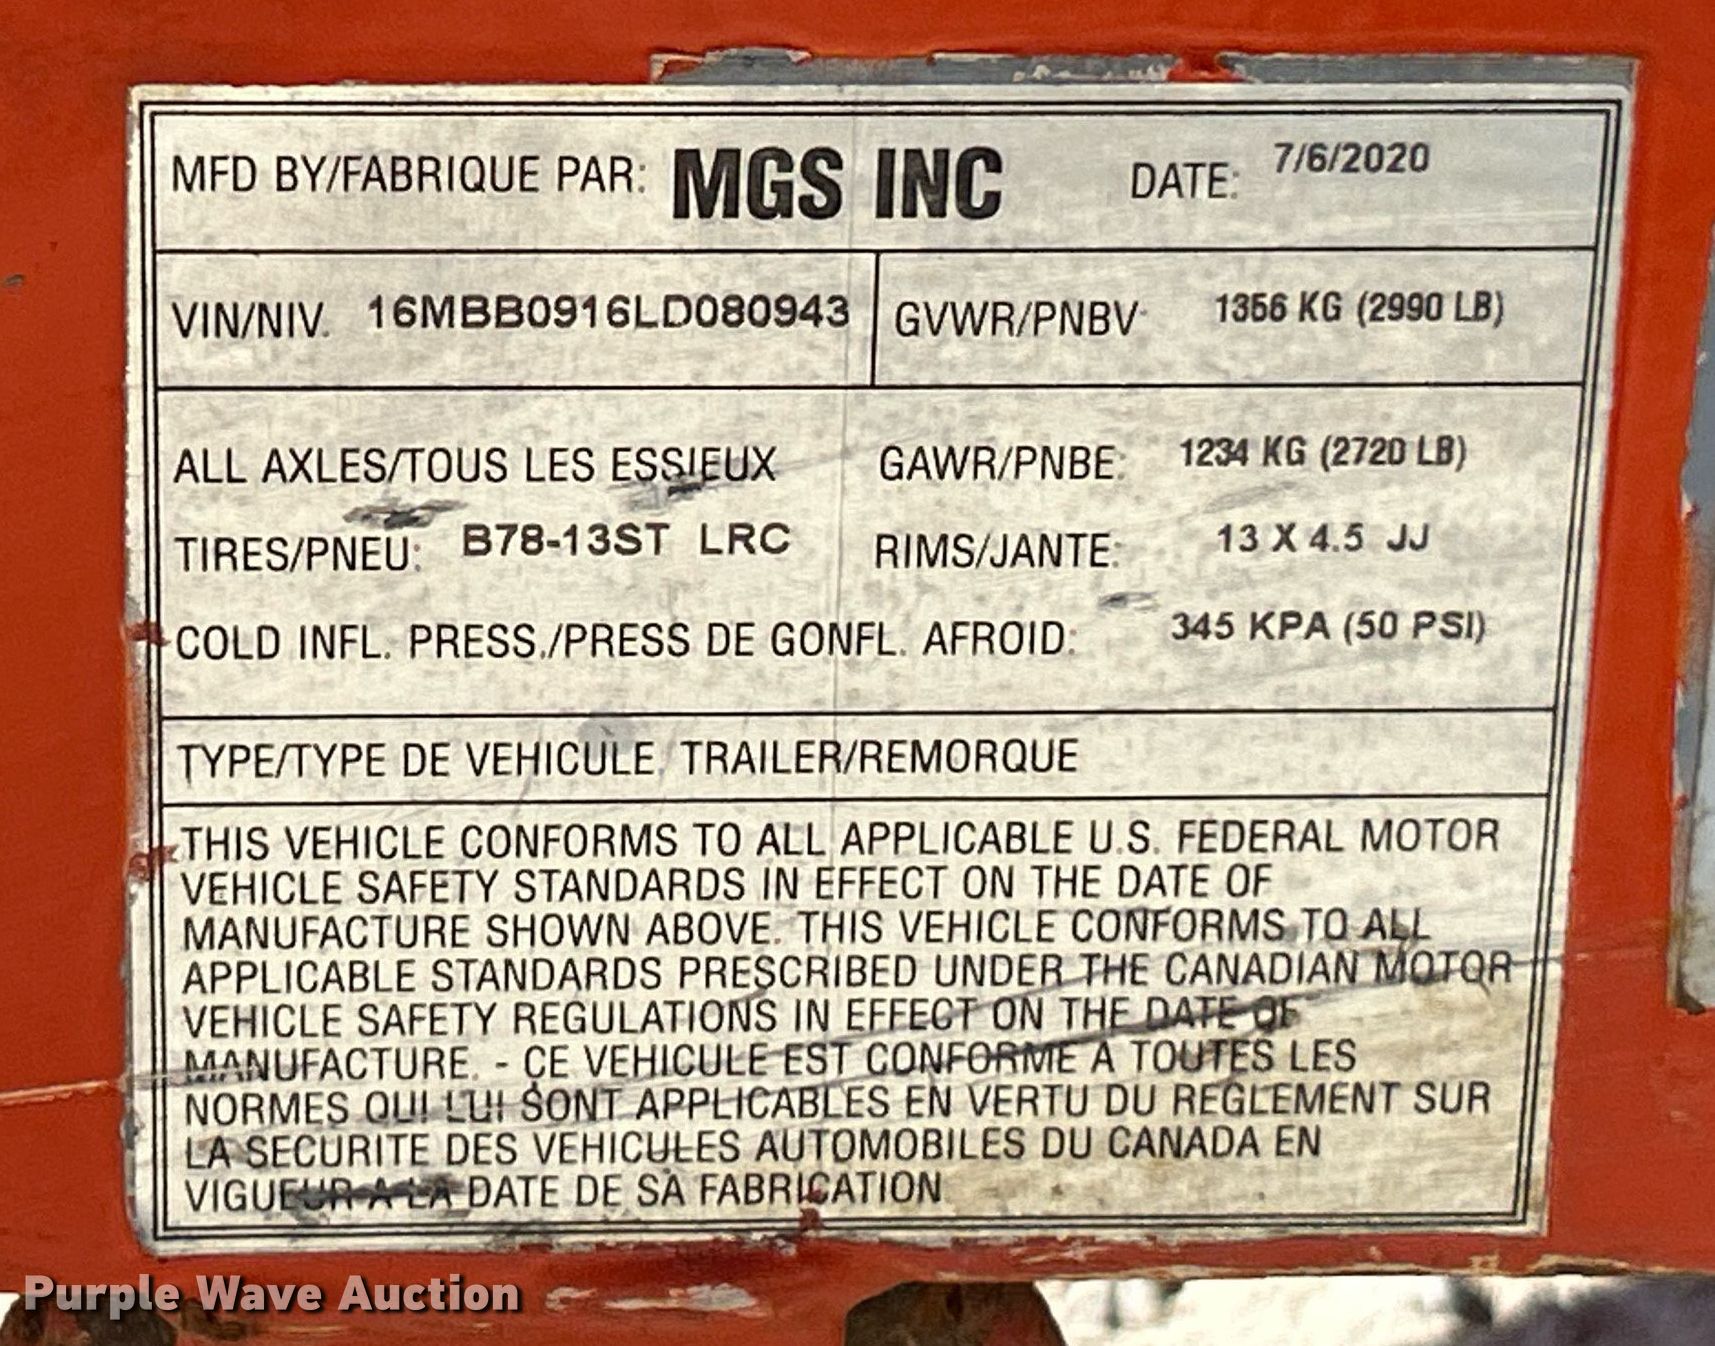 MFD BY/FABRIQUE PAR: MGS INC DATE: 7/6/2020
VIN/NIV. 16MBB0916LD080943 GVWR/PNBV 1356 KG (2990 LB)
ALL AXLES/TOUS LES ESSIEUX GAWR/PNBE: 1234 KG (2720 LB)
TIRES/PNEU: B78-13ST LRC RIMS/JANTE: 13 X 4.5 JJ
COLD INFL. PRESS./PRESS DE GONFL. AFROID: 345 KPA (50 PSI)
TYPE/TYPE DE VEHICULE. TRAILER/REMORQUE
THIS VEHICLE CONFORMS TO ALL APPLICABLE U.S. FEDERAL MOTOR
VEHICLE SAFETY STANDARDS IN EFFECT ON THE DATE OF
MANUFACTURE SHOWN ABOVE. THIS VEHICLE CONFORMS TO ALL
APPLICABLE STANDARDS PRESCRIBED UNDER THE CANADIAN MOTOR
VEHICLE SAFETY REGULATIONS IN EFFECT ON THE DATE OF
MANUFACTURE. - CE VEHICULE EST CONFORME A TOUTES LES
NORMES QUI LUI SONT APPLICABLES EN VERTU DU REGLEMENT SUR
LA SECURITE DES VEHICULES AUTOMOBILES DU CANADA EN
VIGUEUR A LA DATE DE SA FABRICATION
Purple Wave Auction